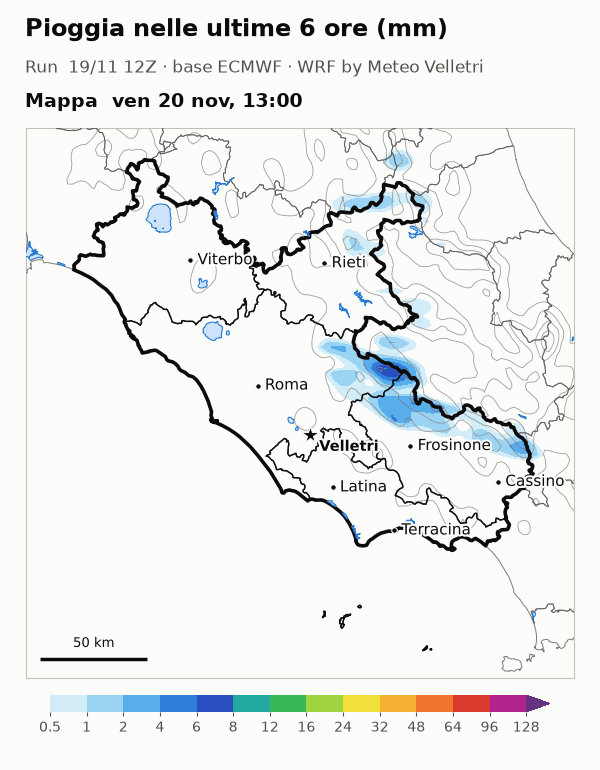 Pioggia nelle ultime 6 ore (mm)
Run  19/11 12Z · base ECMWF · WRF by Meteo Velletri
Mappa  ven 20 nov, 13:00
Viterbo
Rieti
Roma
Velletri
Frosinone
Latina
Cassino
Terracina
50 km
0.5 1 2 4 6 8 12 16 24 32 48 64 96 128